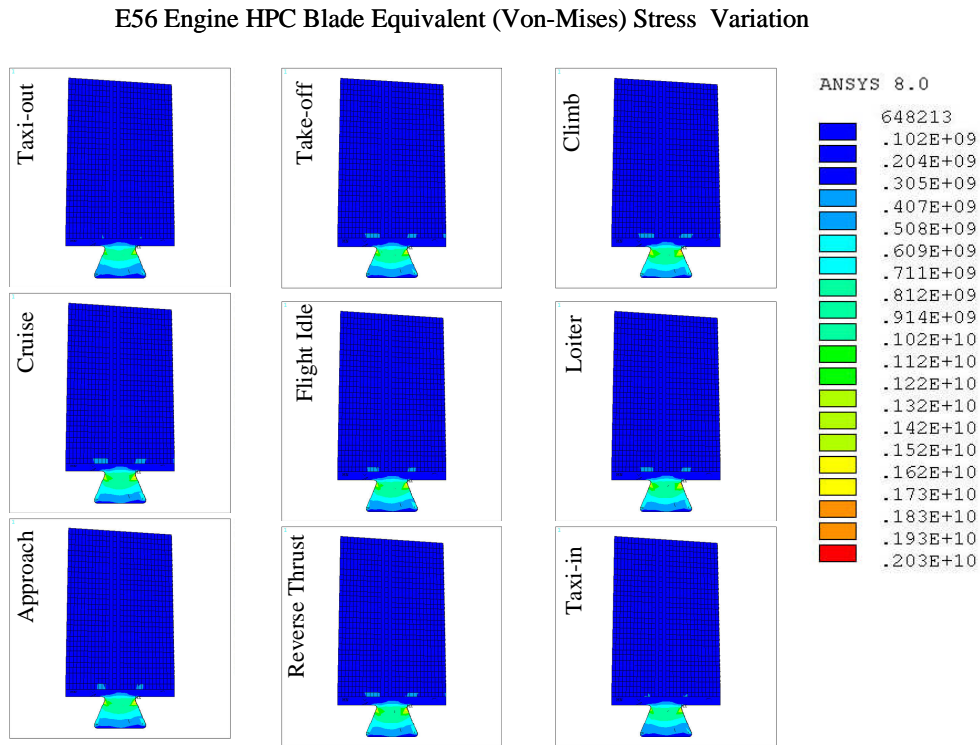 E56 Engine HPC Blade Equivalent (Von-Mises) Stress Variation
Taxi-out
Take-off
Climb
Cruise
Flight Idle
Loiter
Approach
Reverse Thrust
Taxi-in
ANSYS 8.0
648213
.102E+09
.204E+09
.305E+09
.407E+09
.508E+09
.609E+09
.711E+09
.812E+09
.914E+09
.102E+10
.112E+10
.122E+10
.132E+10
.142E+10
.152E+10
.162E+10
.173E+10
.183E+10
.193E+10
.203E+10